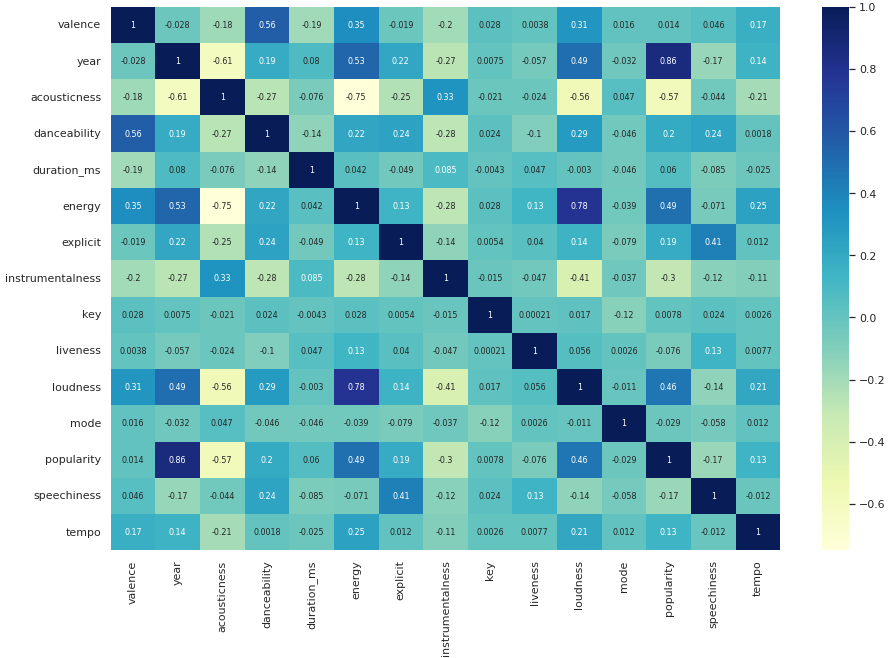 valence 1 -0.028 -0.18 0.56 -0.19 0.35 -0.019 -0.2 0.028 0.0038 0.31 0.016 0.014 0.046 0.17
year -0.028 1 -0.61 0.19 0.08 0.53 0.22 -0.27 0.0075 -0.057 0.49 -0.032 0.86 -0.17 0.14
acousticness -0.18 -0.61 1 -0.27 -0.076 -0.75 -0.25 0.33 -0.021 -0.024 -0.56 0.047 -0.57 -0.044 -0.21
danceability 0.56 0.19 -0.27 1 -0.14 0.22 0.24 -0.28 0.024 -0.1 0.29 -0.046 0.2 0.24 0.0018
duration_ms -0.19 0.08 -0.076 -0.14 1 0.042 -0.049 0.085 -0.0043 0.047 -0.003 -0.046 0.06 -0.085 -0.025
energy 0.35 0.53 -0.75 0.22 0.042 1 0.13 -0.28 0.028 0.13 0.78 -0.039 0.49 -0.071 0.25
explicit -0.019 0.22 -0.25 0.24 -0.049 0.13 1 -0.14 0.0054 0.04 0.14 -0.079 0.19 0.41 0.012
instrumentalness -0.2 -0.27 0.33 -0.28 0.085 -0.28 -0.14 1 -0.015 -0.047 -0.41 -0.037 -0.3 -0.12 -0.11
key 0.028 0.0075 -0.021 0.024 -0.0043 0.028 0.0054 -0.015 1 0.00021 0.017 -0.12 0.0078 0.024 0.0026
liveness 0.0038 -0.057 -0.024 -0.1 0.047 0.13 0.04 -0.047 0.00021 1 0.056 0.0026 -0.076 0.13 0.0077
loudness 0.31 0.49 -0.56 0.29 -0.003 0.78 0.14 -0.41 0.017 0.056 1 -0.011 0.46 -0.14 0.21
mode 0.016 -0.032 0.047 -0.046 -0.046 -0.039 -0.079 -0.037 -0.12 0.0026 -0.011 1 -0.029 -0.058 0.012
popularity 0.014 0.86 -0.57 0.2 0.06 0.49 0.19 -0.3 0.0078 -0.076 0.46 -0.029 1 -0.17 0.13
speechiness 0.046 -0.17 -0.044 0.24 -0.085 -0.071 0.41 -0.12 0.024 0.13 -0.14 -0.058 -0.17 1 -0.012
tempo 0.17 0.14 -0.21 0.0018 -0.025 0.25 0.012 -0.11 0.0026 0.0077 0.21 0.012 0.13 -0.012 1
valence year acousticness danceability duration_ms energy explicit instrumentalness key liveness loudness mode popularity speechiness tempo
1.0
0.8
0.6
0.4
0.2
0.0
−0.2
−0.4
−0.6